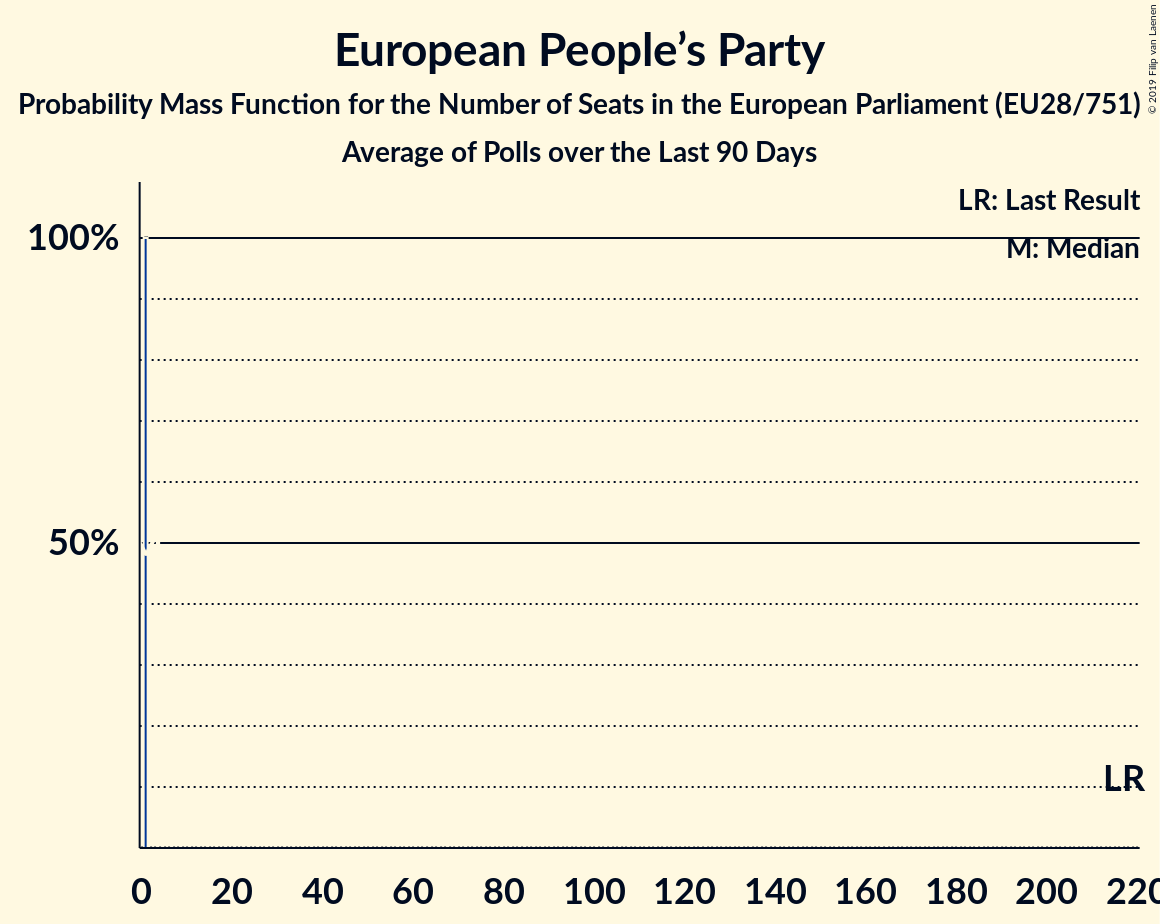 European People’s Party
Probability Mass Function for the Number of Seats in the European Parliament (EU28/751)
Average of Polls over the Last 90 Days
© 2019 Filip van Laenen
LR: Last Result
M: Median
100%
50%
LR
0 20 40 60 80 100 120 140 160 180 200 220